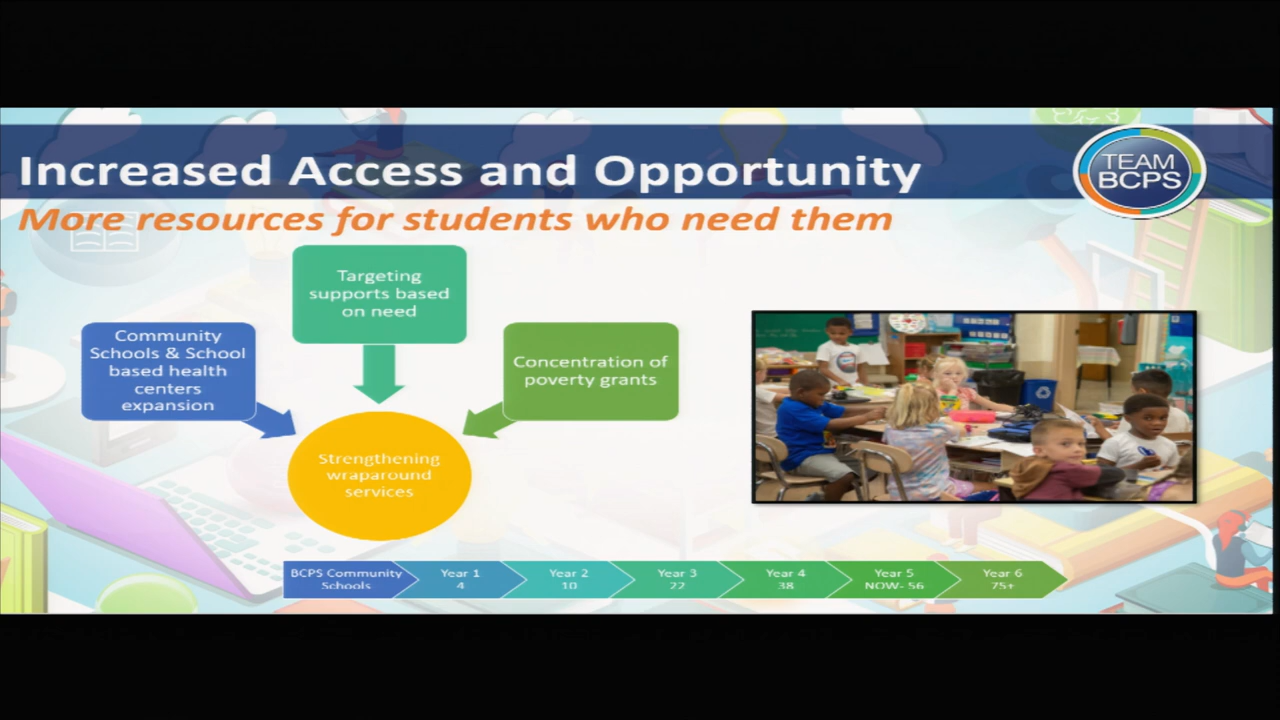 Increased Access and Opportunity
TEAM
BCPS
More resources for students who need them
Targeting
supports based
on need
Community
Schools & School
based health
centers
expansion
Concentration of
poverty grants
Strengthening
wraparound
services
BCPS Community
Schools
Year 1
4
Year 2
10
Year 3
22
Year 4
38
Year 5
NOW- 56
Year 6
75+